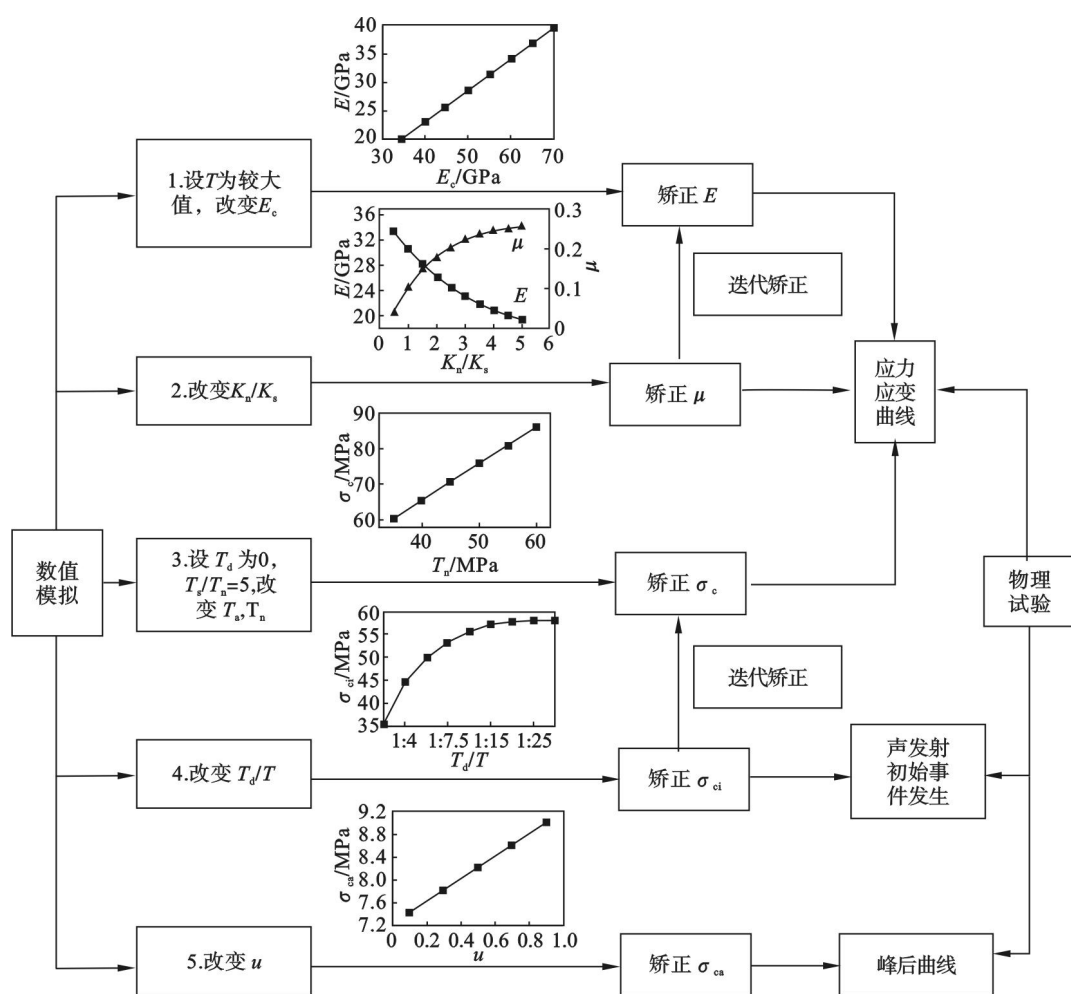 40
35
30
25
20
E/GPa
30 40 50 60 70
E_c/GPa
1.设T为较大
值，改变E_c
矫正 E
36
33
28
24
20
E/GPa
0.3
0.2
0.1
0
μ
μ
E
0 1 2 3 4 5 6
K_n/K_s
迭代矫正
2.改变K_n/K_s
矫正 μ
应力
应变
曲线
90
80
70
60
σ_c/MPa
40 50 60
T_n/MPa
数值
模拟
3.设 T_d 为0，
T_s/T_n=5,改
变 T_a,T_n
矫正 σ_c
物理
试验
60
55
45
45
35
σ_ci/MPa
1:4 1:7.5 1:15 1:25
T_d/T
迭代矫正
4.改变 T_d/T
矫正 σ_ci
声发射
初始事
件发生
9.2
8.8
8.4
8.0
7.6
7.2
σ_ca/MPa
0 0.2 0.4 0.6 0.8 1.0
u
5.改变 u
矫正 σ_ca
峰后曲线